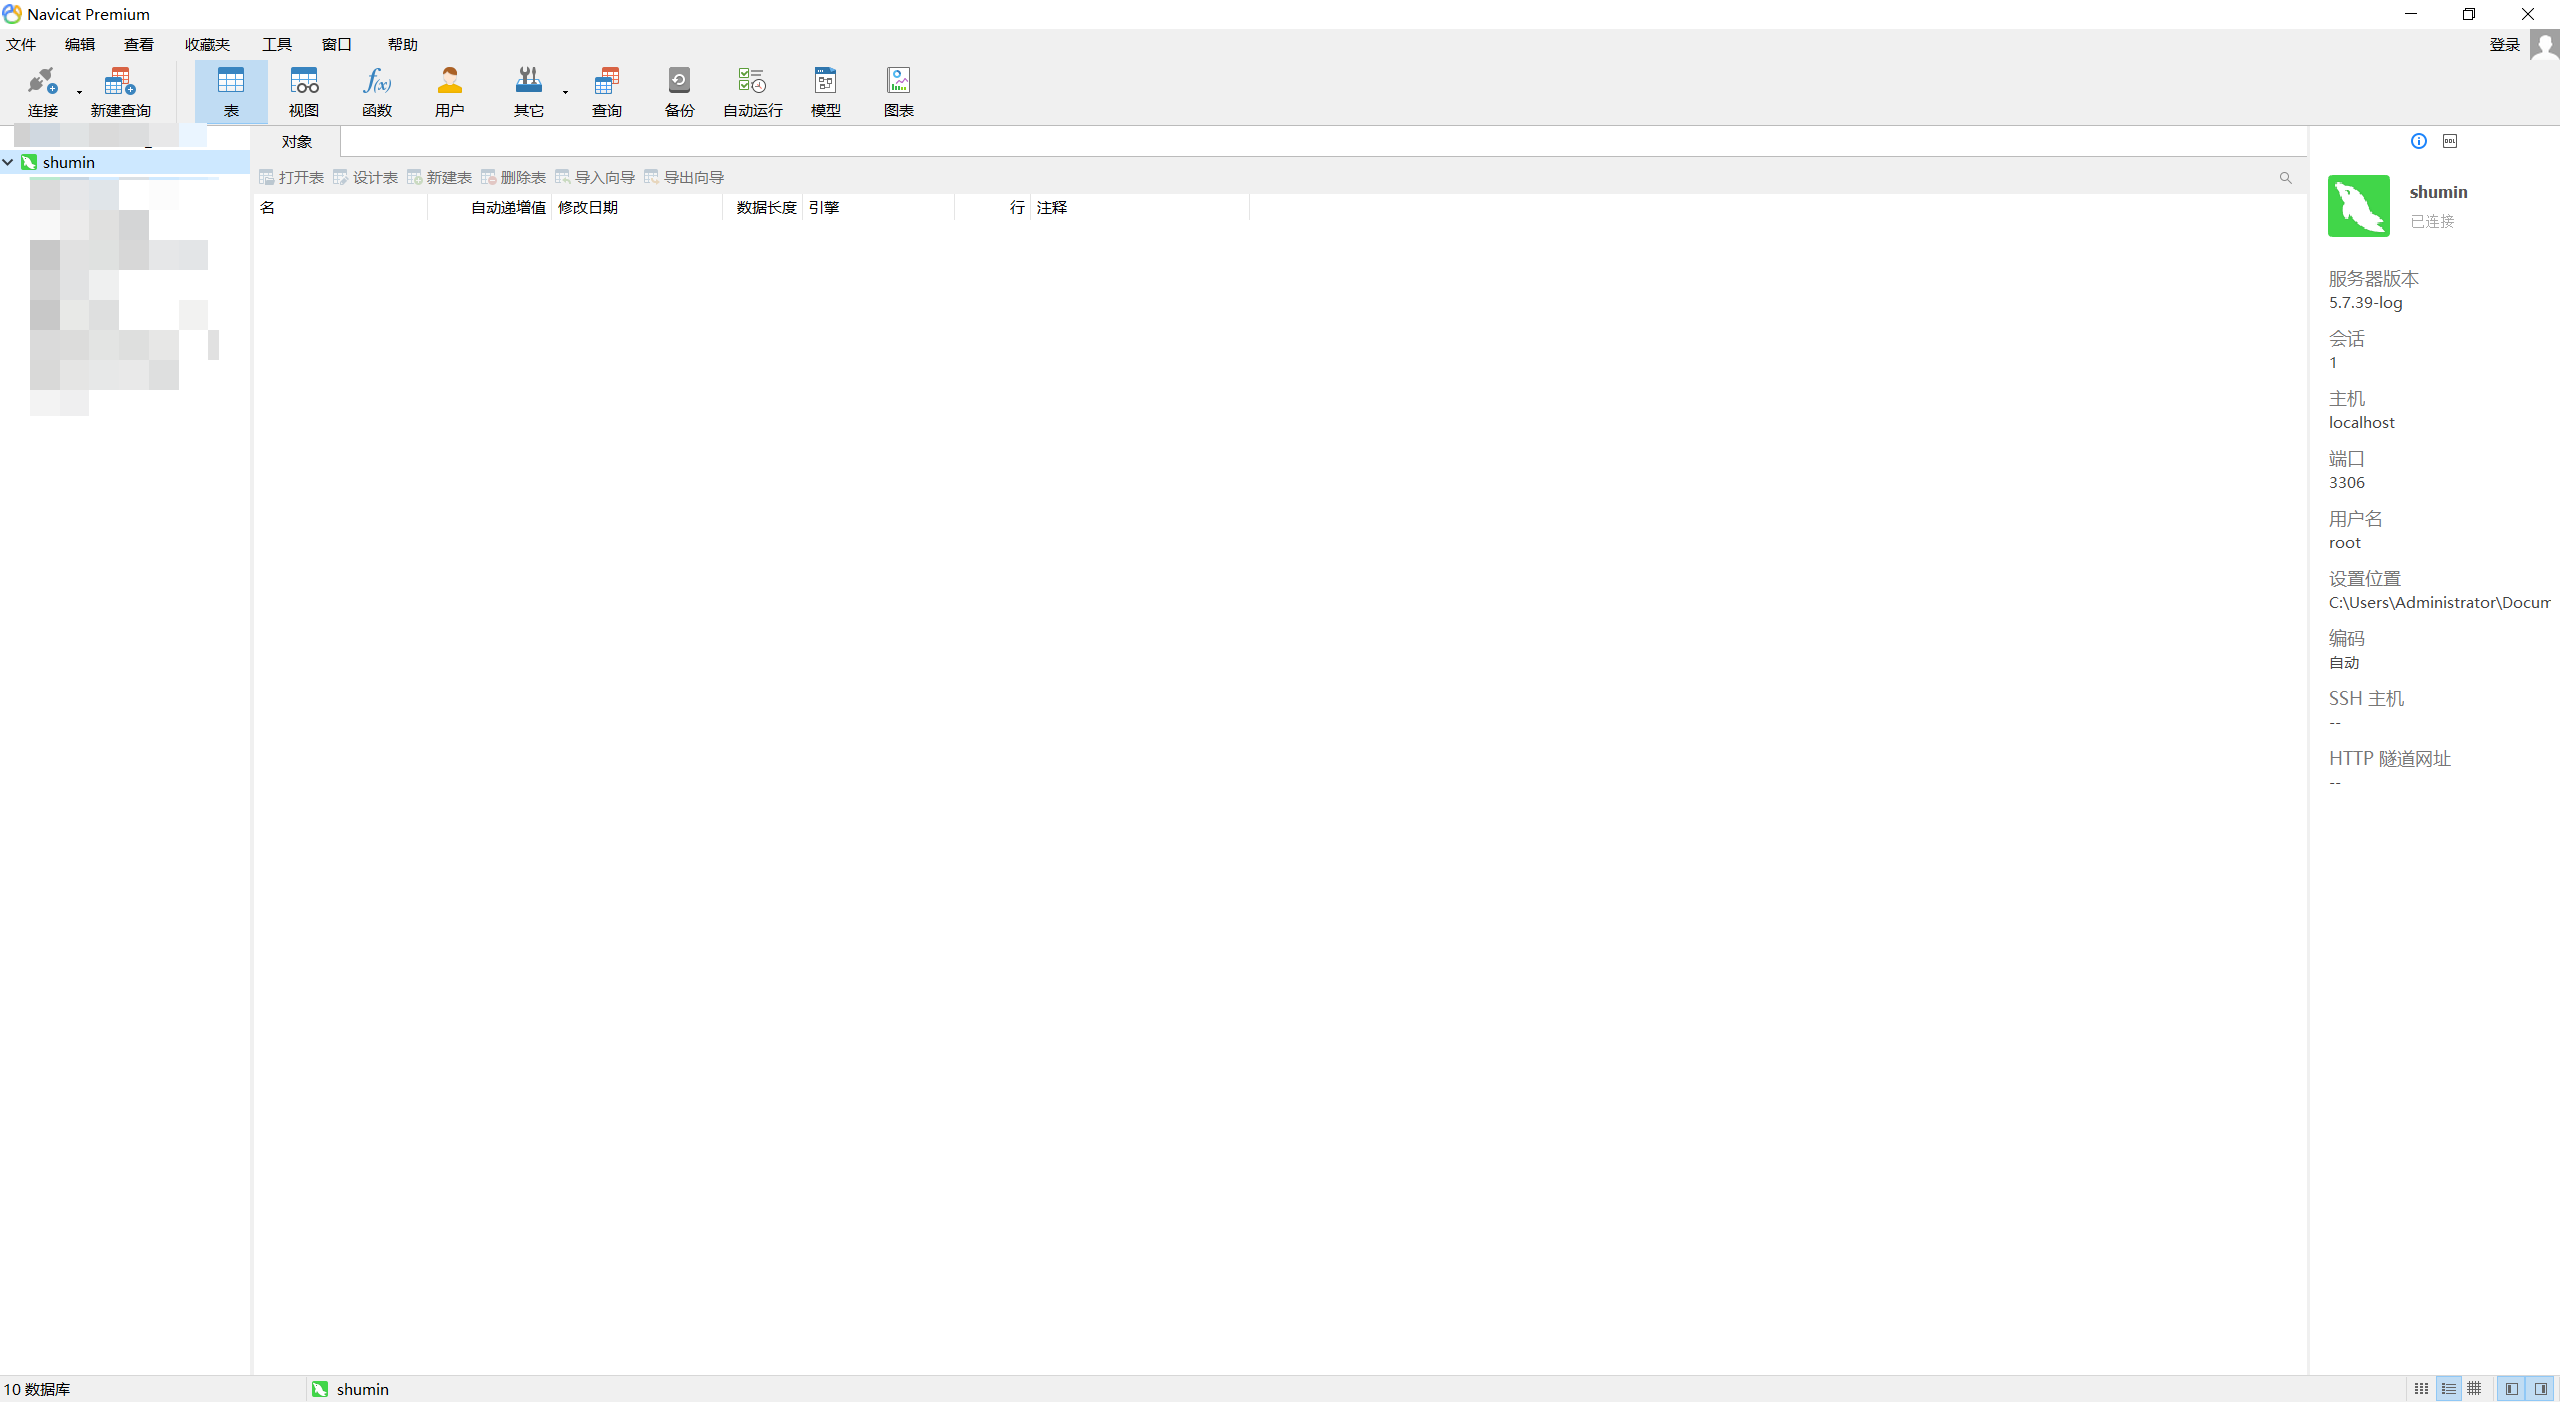 Navicat Premium
文件 编辑 查看 收藏夹 工具 窗口 帮助 登录
连接 新建查询 表 视图 函数 用户 其它 查询 备份 自动运行 模型 图表
对象
shumin
打开表 设计表 新建表 删除表 导入向导 导出向导
名 自动递增值 修改日期 数据长度 引擎 行 注释
shumin
已连接
服务器版本
5.7.39-log
会话
1
主机
localhost
端口
3306
用户名
root
设置位置
C:\Users\Administrator\Docum
编码
自动
SSH 主机
--
HTTP 隧道网址
--
10 数据库 shumin